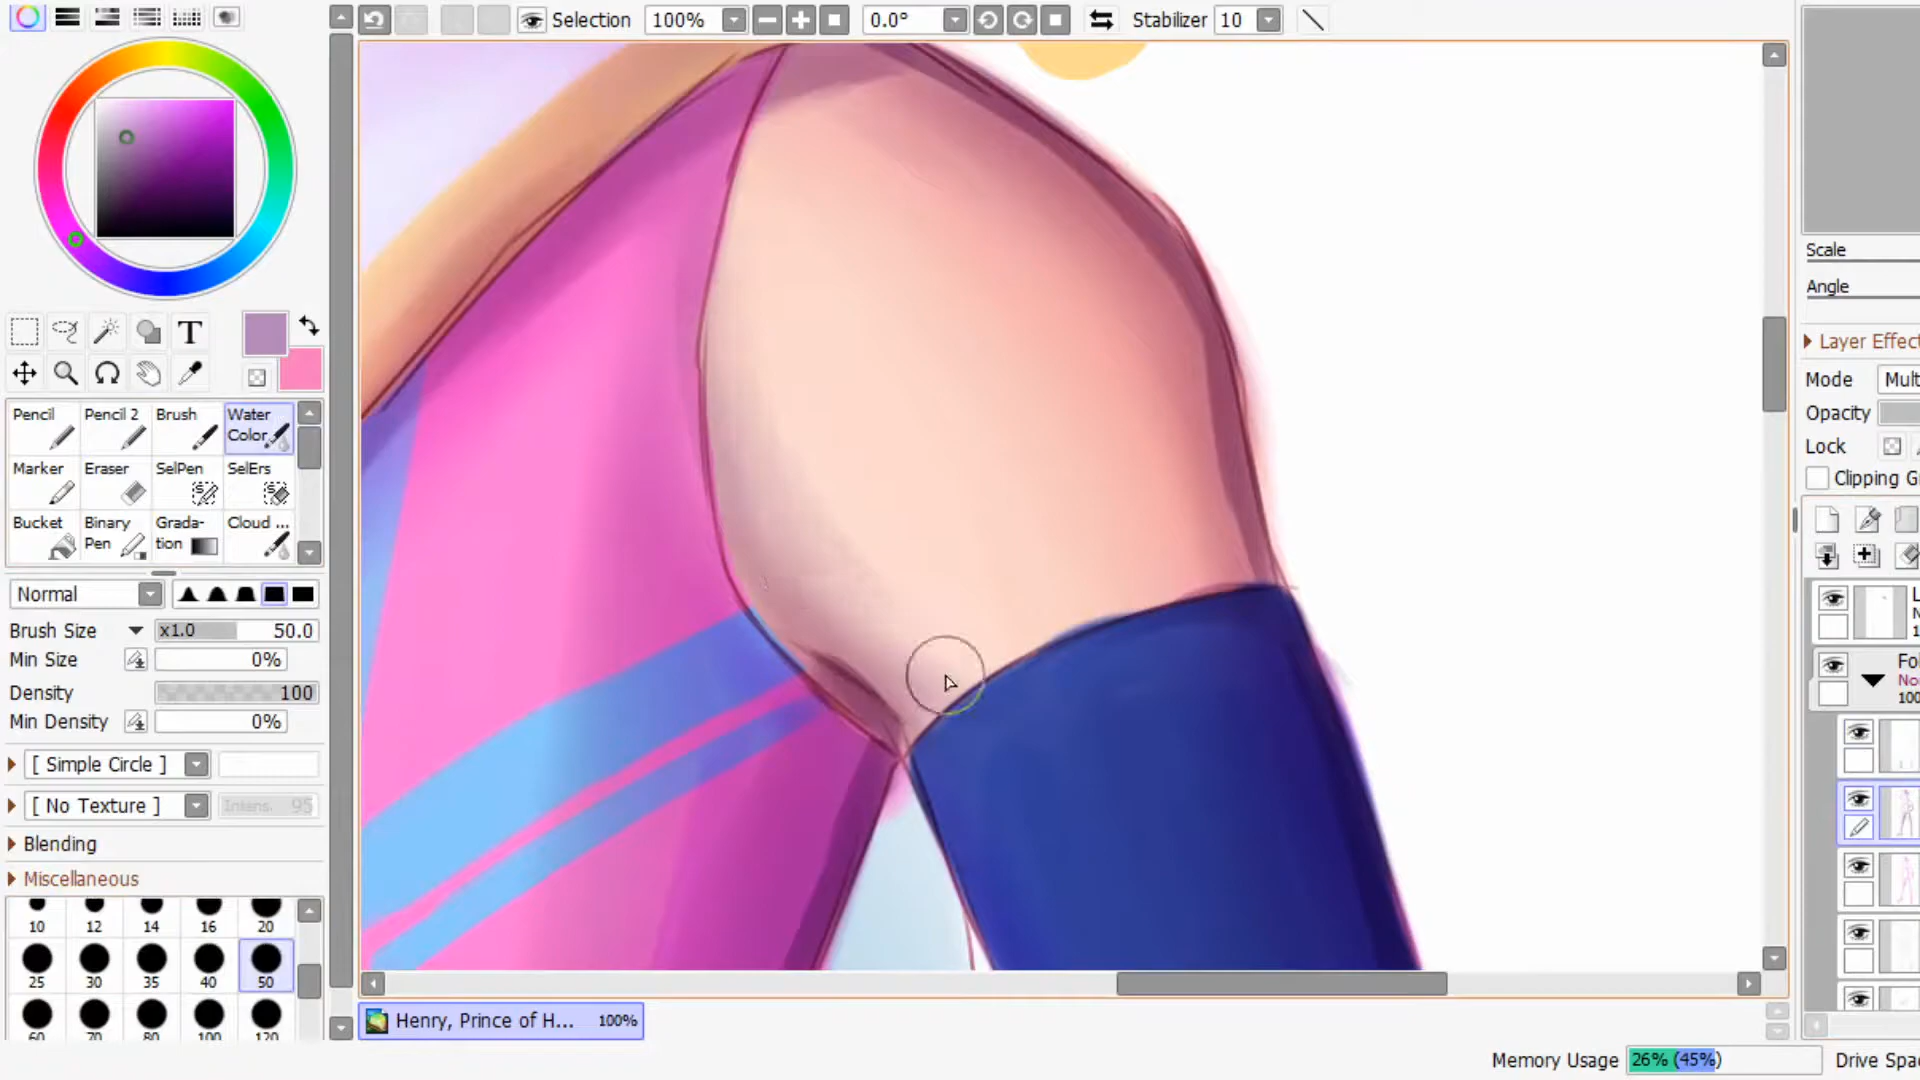 Selection 100% 0.0° Stabilizer 10
T
Pencil Pencil 2 Brush Water Color
Marker Eraser SelPen SelErs
Bucket Binary Pen Grada-tion Cloud ...
Normal
Brush Size x1.0 50.0
Min Size 0%
Density 100
Min Density 0%
[ Simple Circle ]
[ No Texture ] Intens. 95
Blending
Miscellaneous
10 12 14 16 20
25 30 35 40 50
60 70 80 100 120
Henry, Prince of H... 100%
Scale
Angle
Layer Effect
Mode Mult
Opacity
Lock
Clipping G
L
N
1
Fol
No
100
Memory Usage 26% (45%) Drive Spa